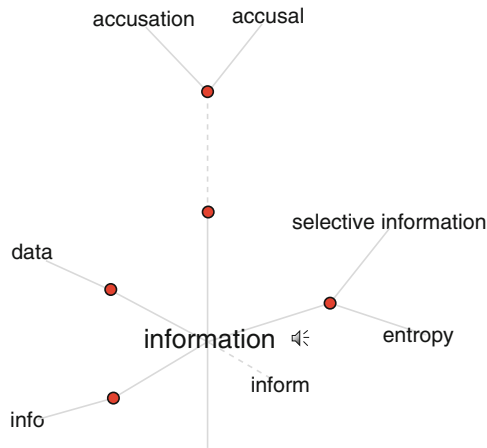 accusation
accusal
selective information
data
information
entropy
inform
info